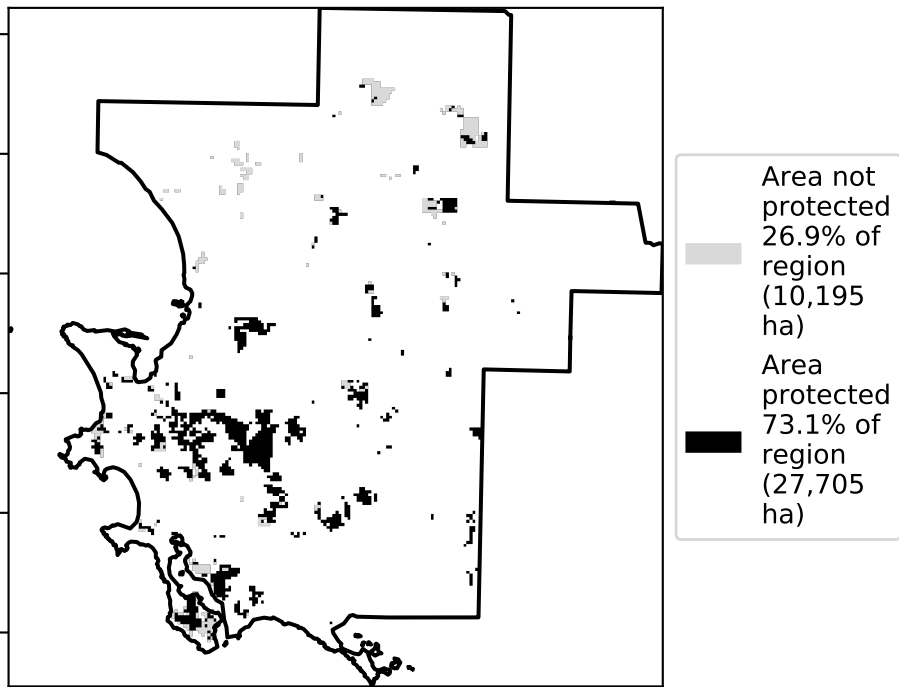 Area not
protected
26.9% of
region
(10,195
ha)
Area
protected
73.1% of
region
(27,705
ha)